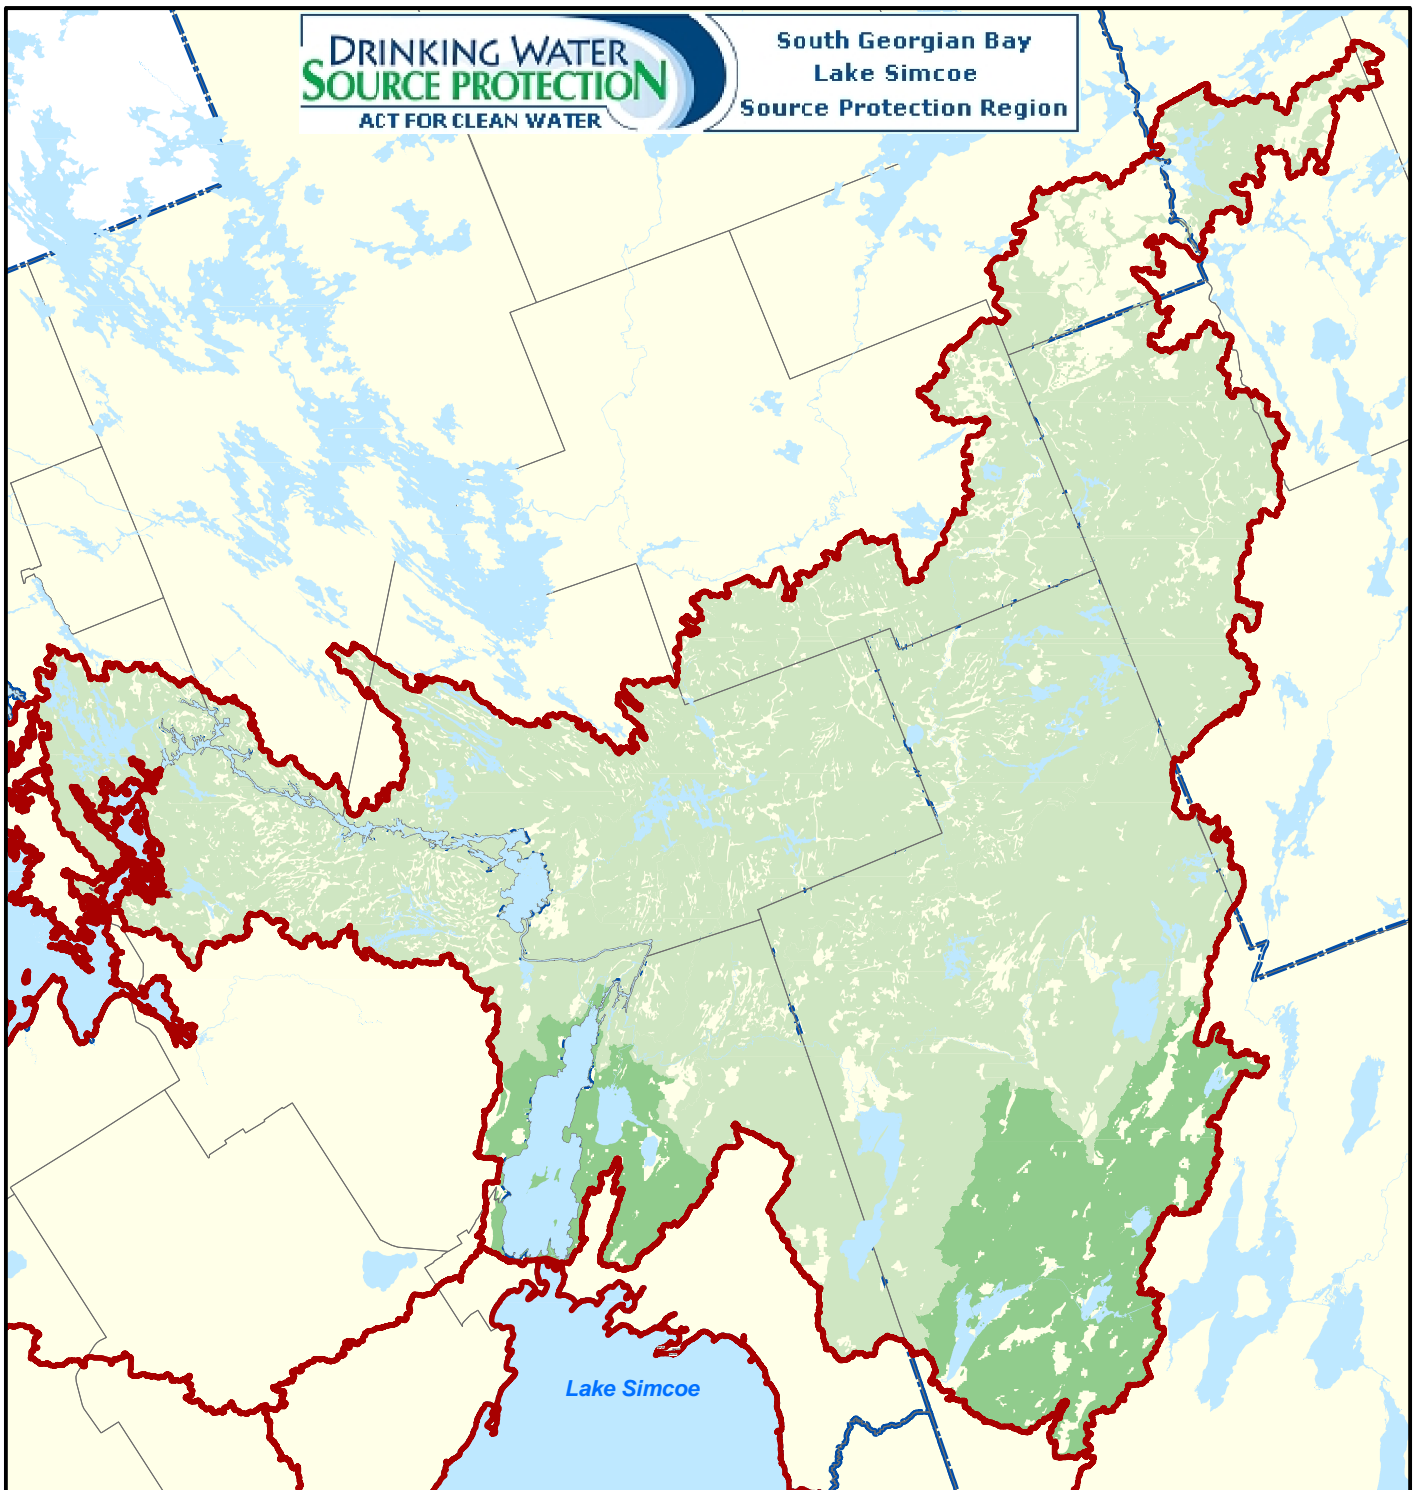 DRINKING WATER
SOURCE PROTECTION
ACT FOR CLEAN WATER
South Georgian Bay
Lake Simcoe
Source Protection Region
Lake Simcoe